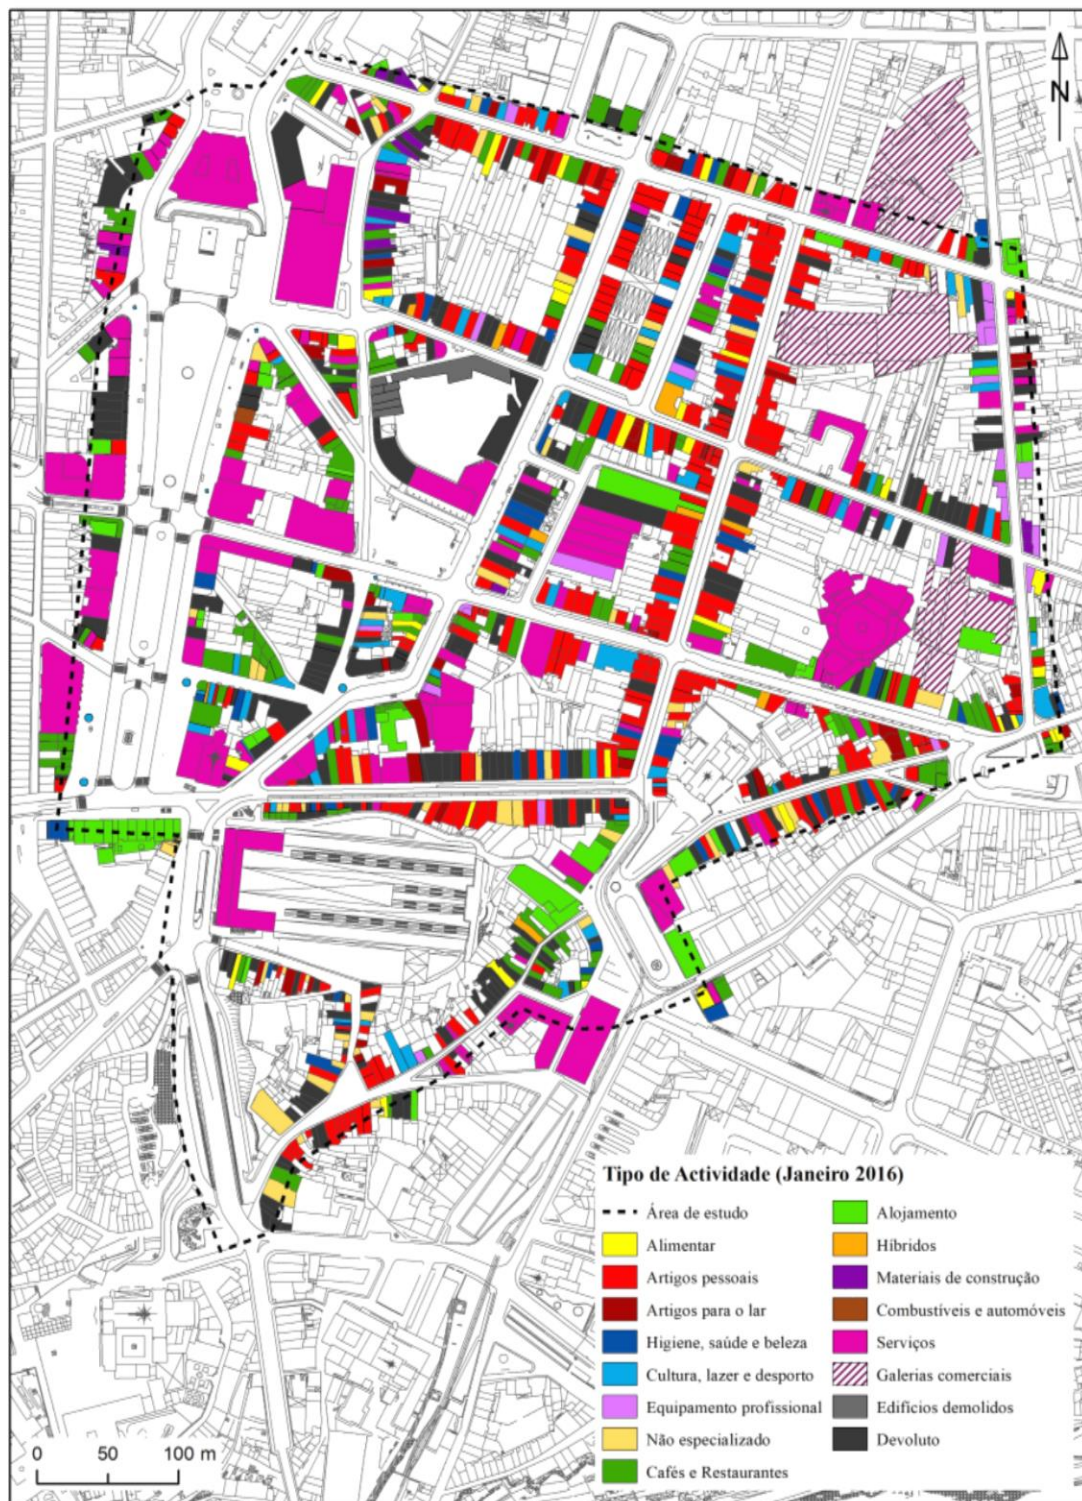 N
Tipo de Actividade (Janeiro 2016)
Área de estudo
Alimentar
Artigos pessoais
Artigos para o lar
Higiene, saúde e beleza
Cultura, lazer e desporto
Equipamento profissional
Não especializado
Cafés e Restaurantes
Alojamento
Híbridos
Materiais de construção
Combustíveis e automóveis
Serviços
Galerias comerciais
Edifícios demolidos
Devoluto
0 50 100 m